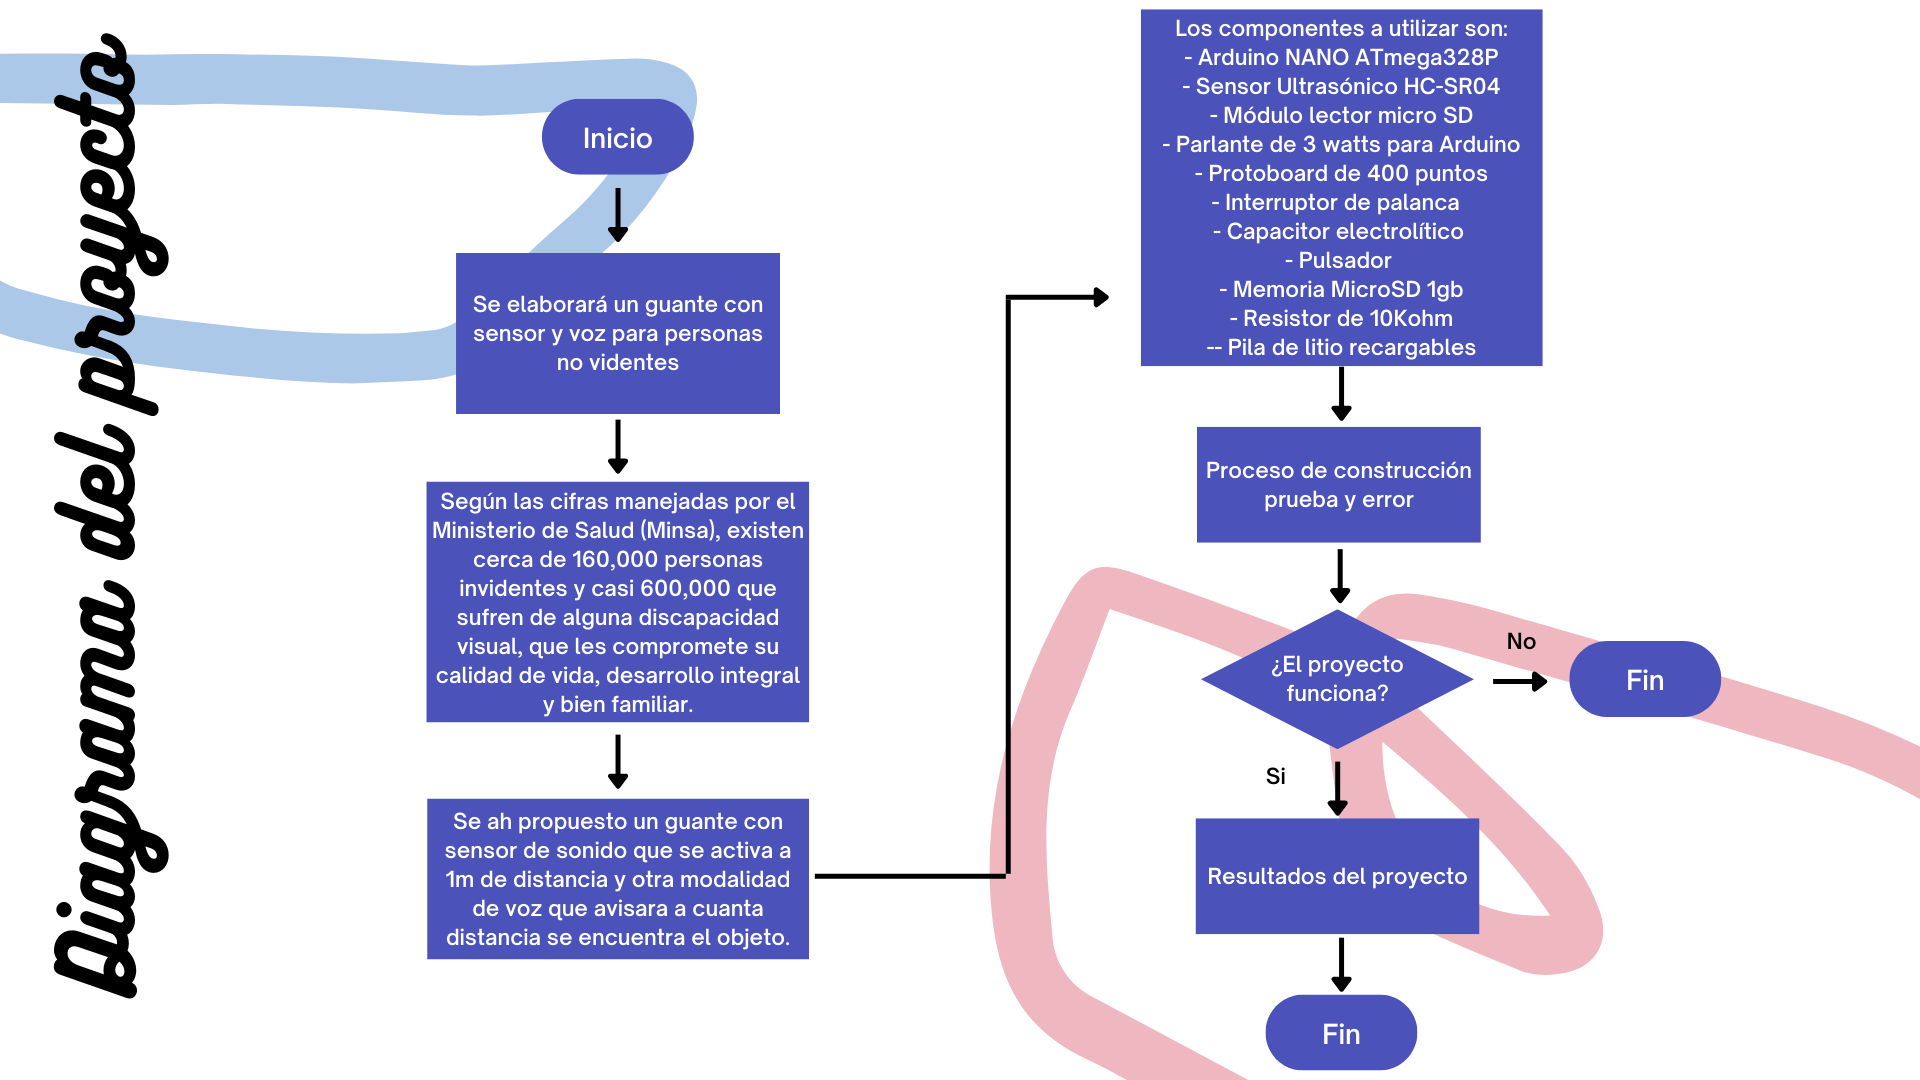 Diagrama del proyecto
Inicio
Se elaborará un guante con
sensor y voz para personas
no videntes
Según las cifras manejadas por el
Ministerio de Salud (Minsa), existen
cerca de 160,000 personas
invidentes y casi 600,000 que
sufren de alguna discapacidad
visual, que les compromete su
calidad de vida, desarrollo integral
y bien familiar.
Se ah propuesto un guante con
sensor de sonido que se activa a
1m de distancia y otra modalidad
de voz que avisara a cuanta
distancia se encuentra el objeto.
Los componentes a utilizar son:
- Arduino NANO ATmega328P
- Sensor Ultrasónico HC-SR04
- Módulo lector micro SD
- Parlante de 3 watts para Arduino
- Protoboard de 400 puntos
- Interruptor de palanca
- Capacitor electrolítico
- Pulsador
- Memoria MicroSD 1gb
- Resistor de 10Kohm
-- Pila de litio recargables
Proceso de construcción
prueba y error
¿El proyecto
funciona?
No
Fin
Si
Resultados del proyecto
Fin